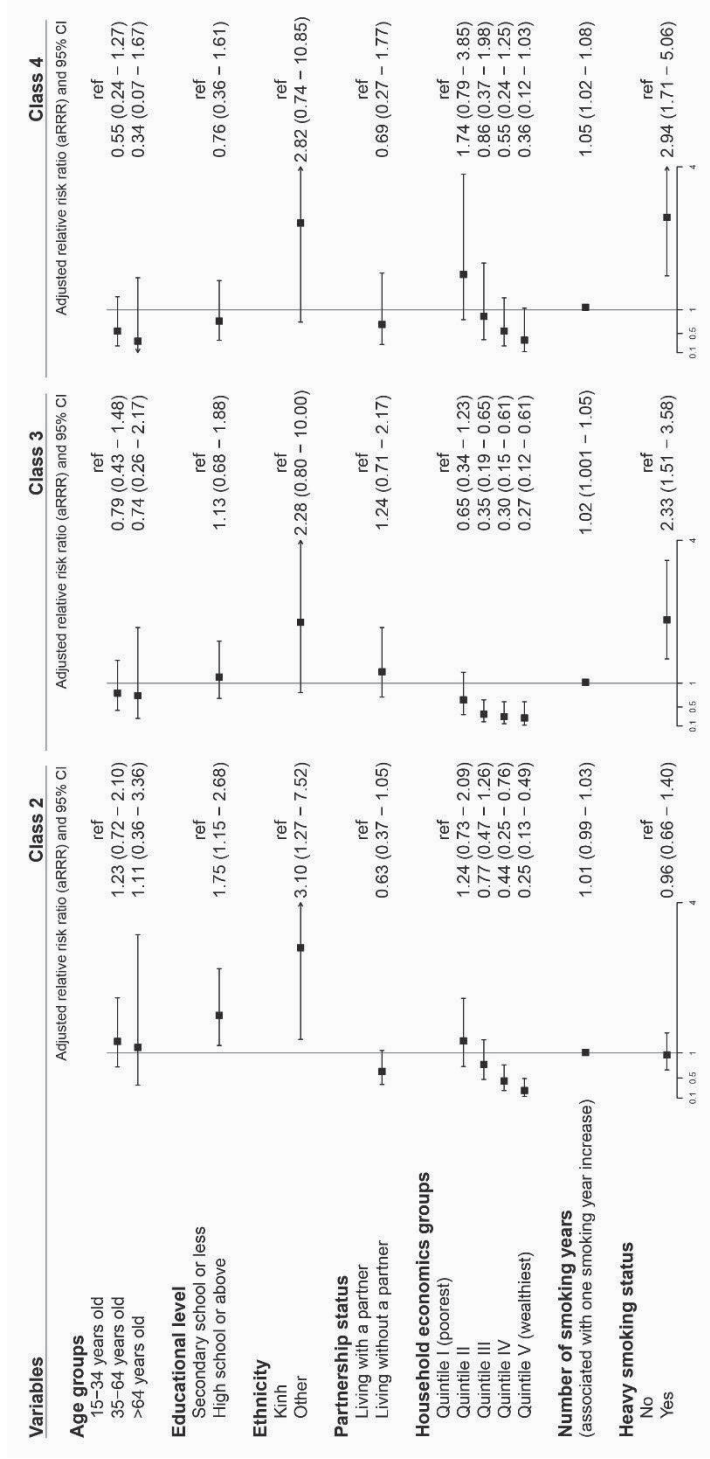 Variables Class 2 Class 3 Class 4
Adjusted relative risk ratio (aRRR) and 95% CI Adjusted relative risk ratio (aRRR) and 95% CI Adjusted relative risk ratio (aRRR) and 95% CI
Age groups
15−34 years old ref ref ref
35−64 years old 1.23 (0.72 − 2.10) 0.79 (0.43 − 1.48) 0.55 (0.24 − 1.27)
>64 years old 1.11 (0.36 − 3.36) 0.74 (0.26 − 2.17) 0.34 (0.07 − 1.67)
Educational level
Secondary school or less ref ref ref
High school or above 1.75 (1.15 − 2.68) 1.13 (0.68 − 1.88) 0.76 (0.36 − 1.61)
Ethnicity
Kinh ref ref ref
Other 3.10 (1.27 − 7.52) 2.28 (0.80 − 10.00) 2.82 (0.74 − 10.85)
Partnership status
Living with a partner ref ref ref
Living without a partner 0.63 (0.37 − 1.05) 1.24 (0.71 − 2.17) 0.69 (0.27 − 1.77)
Household economics groups
Quintile I (poorest) ref ref ref
Quintile II 1.24 (0.73 − 2.09) 0.65 (0.34 − 1.23) 1.74 (0.79 − 3.85)
Quintile III 0.77 (0.47 − 1.26) 0.35 (0.19 − 0.65) 0.86 (0.37 − 1.98)
Quintile IV 0.44 (0.25 − 0.76) 0.30 (0.15 − 0.61) 0.55 (0.24 − 1.25)
Quintile V (wealthiest) 0.25 (0.13 − 0.49) 0.27 (0.12 − 0.61) 0.36 (0.12 − 1.03)
Number of smoking years
(associated with one smoking year increase) 1.01 (0.99 − 1.03) 1.02 (1.001 − 1.05) 1.05 (1.02 − 1.08)
Heavy smoking status
No ref ref ref
Yes 0.96 (0.66 − 1.40) 2.33 (1.51 − 3.58) 2.94 (1.71 − 5.06)
0.1 0.5 1 4 0.1 0.5 1 4 0.1 0.5 1 4